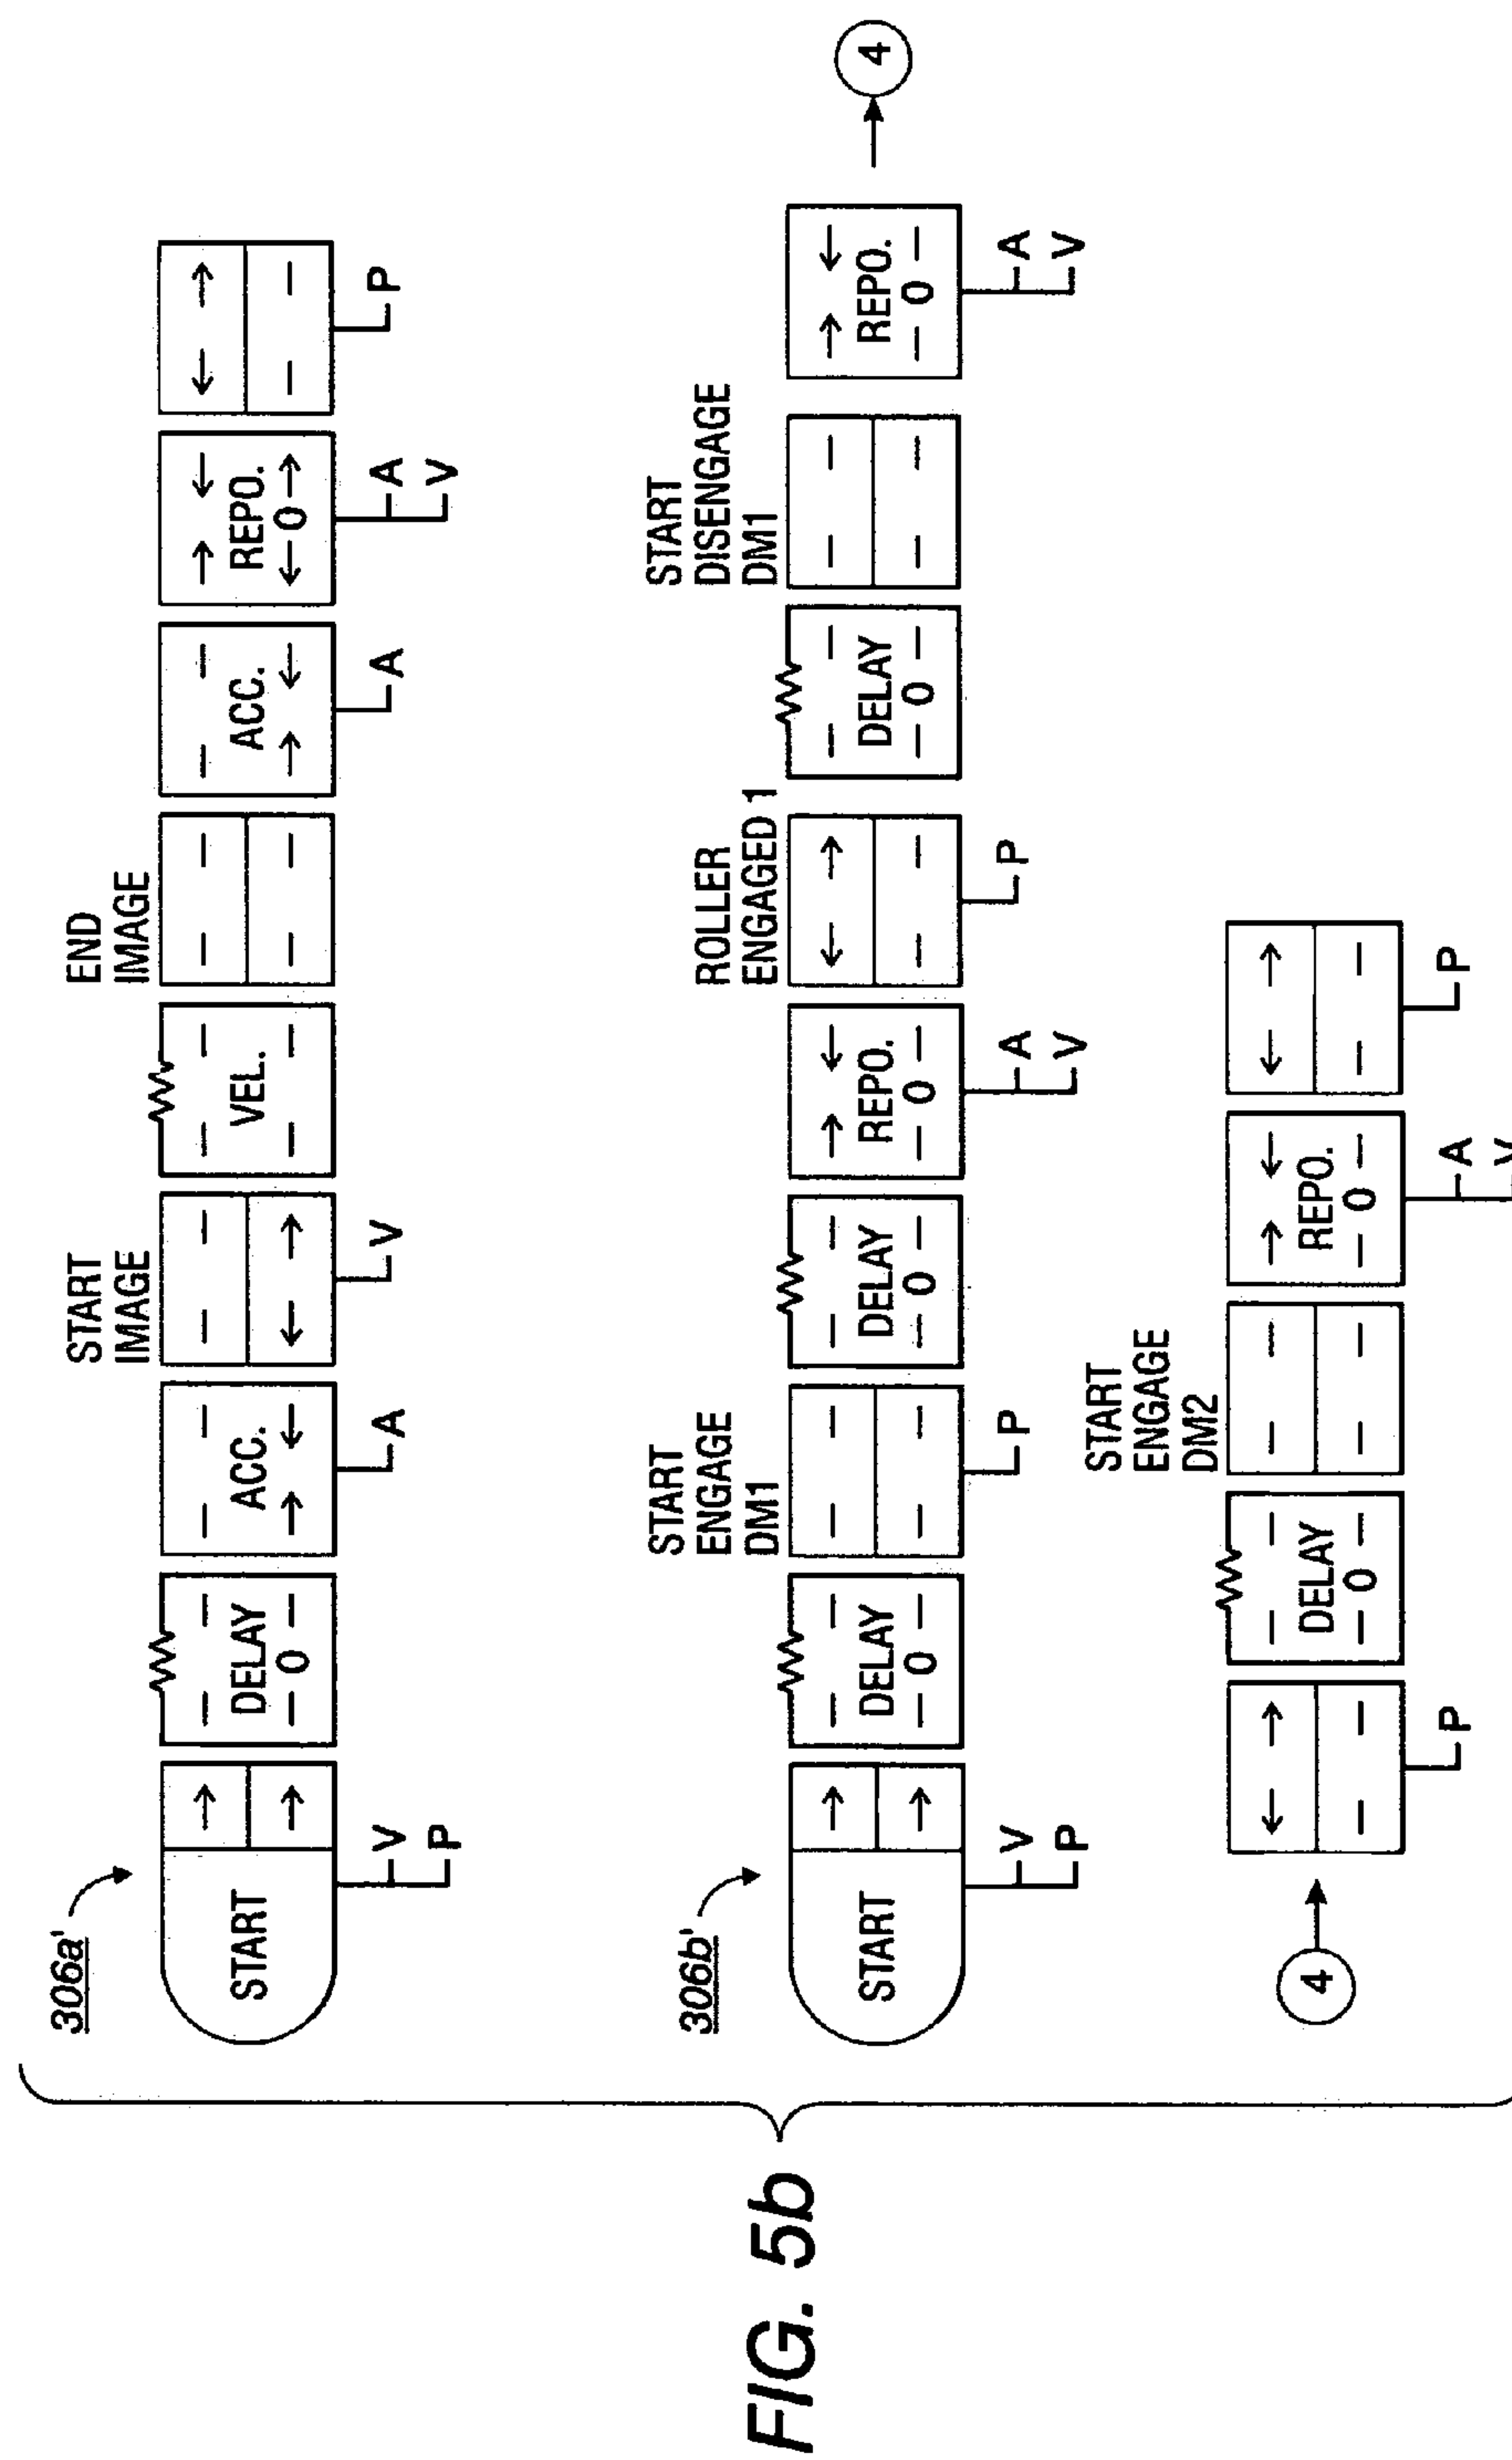 306a'
START
V
P
DELAY
0
ACC.
A
START
IMAGE
V
VEL.
END
IMAGE
ACC.
A
REPO.
0
A
V
P
306b'
START
V
P
DELAY
0
START
ENGAGE
DM1
P
DELAY
0
REPO.
0
A
V
ROLLER
ENGAGED 1
P
DELAY
0
START
DISENGAGE
DM1
REPO.
0
A
V
4
4
P
DELAY
0
START
ENGAGE
DM2
REPO.
0
A
V
P
FIG. 5b